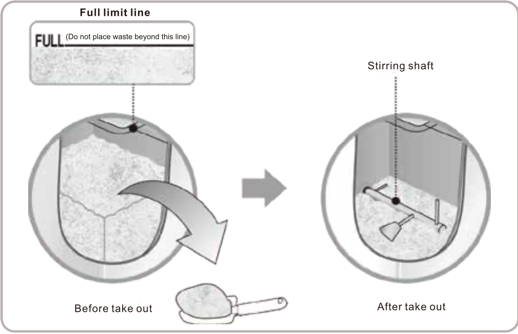 Full limit line
FULL (Do not place waste beyond this line)
Stirring shaft
Before take out
After take out